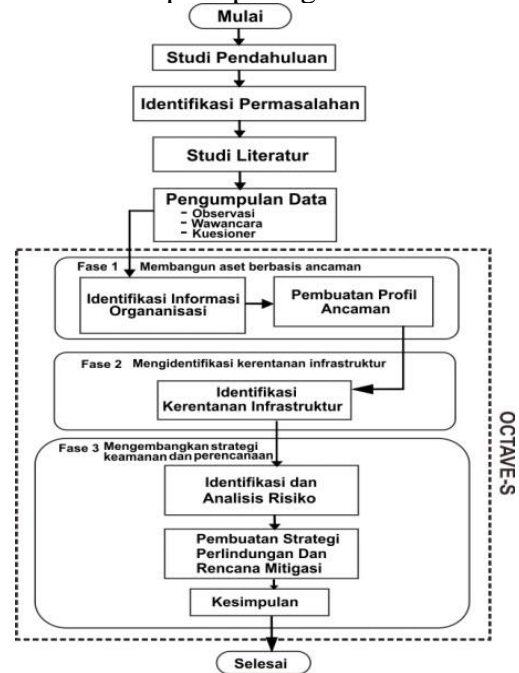 Mulai
Studi Pendahuluan
Identifikasi Permasalahan
Studi Literatur
Pengumpulan Data
- Observasi
- Wawancara
- Kuesioner
Fase 1 Membangun aset berbasis ancaman
Identifikasi Informasi
Organanisasi
Pembuatan Profil
Ancaman
Fase 2 Mengidentifikasi kerentanan infrastruktur
Identifikasi
Kerentanan Infrastruktur
Fase 3 Mengembangkan strategi
keamanan dan perencanaan
Identifikasi dan
Analisis Risiko
Pembuatan Strategi
Perlindungan Dan
Rencana Mitigasi
Kesimpulan
OCTAVE-S
Selesai